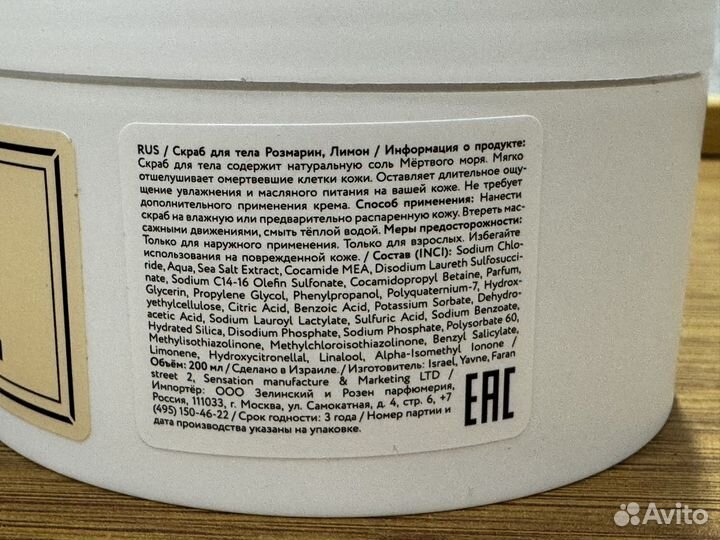 RUS / Скраб для тела Розмарин, Лимон / Информация о продукте:
Скраб для тела содержит натуральную соль Мёртвого моря. Мягко
отшелушивает омертвевшие клетки кожи. Оставляет длительное ощу-
щение увлажнения и масляного питания на вашей коже. Не требует
дополнительного применения крема. Способ применения: Нанести
скраб на влажную или предварительно распаренную кожу. Втереть мас-
сажными движениями, смыть тёплой водой. Меры предосторожности:
Только для наружного применения. Только для взрослых. Избегайте
использования на повреждённой коже. / Состав (INCI): Sodium Chlo-
ride, Aqua, Sea Salt Extract, Cocamide MEA, Disodium Laureth Sulfosucci-
nate, Sodium C14-16 Olefin Sulfonate, Cocamidopropyl Betaine, Parfum,
Glycerin, Propylene Glycol, Phenylpropanol, Polyquaternium-7, Hydrox-
yethylcellulose, Citric Acid, Benzoic Acid, Potassium Sorbate, Dehydro-
acetic Acid, Sodium Lauroyl Lactylate, Sulfuric Acid, Sodium Benzoate,
Hydrated Silica, Disodium Phosphate, Sodium Phosphate, Polysorbate 60,
Methylisothiazolinone, Methylchloroisothiazolinone, Benzyl Salicylate,
Limonene, Hydroxycitronellal, Linalool, Alpha-Isomethyl Ionone /
Объём: 200 мл / Сделано в Израиле. / Изготовитель: Israel, Yavne, Faran
street 2, Sensation manufacture & Marketing LTD /
Импортёр: ООО Зелинский и Розен парфюмерия,
Россия, 111033, г. Москва, ул. Самокатная, д. 4, стр. 6, +7
(495) 150-46-22 / Срок годности: 3 года / Номер партии и
дата производства указаны на упаковке.
EAC
Avito